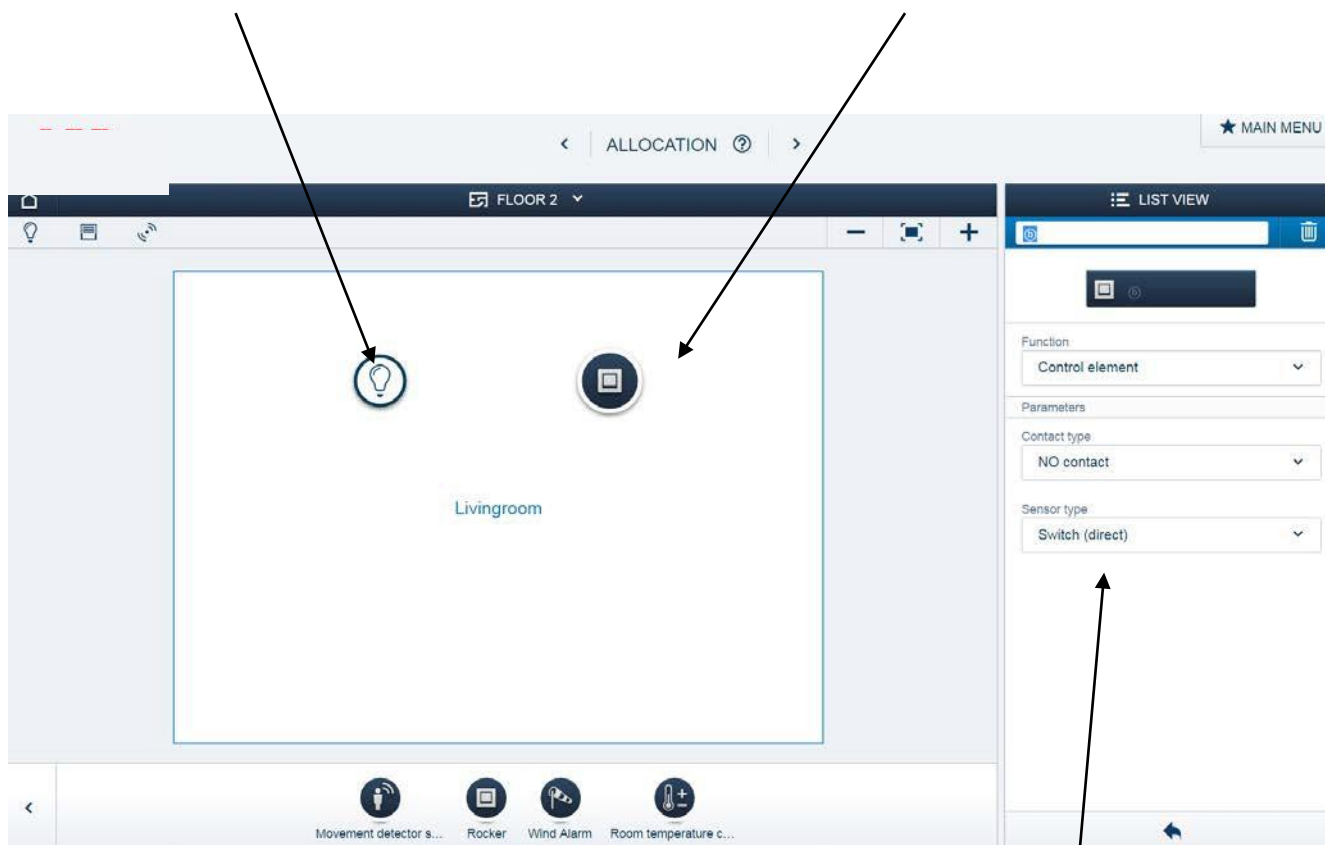 ALLOCATION ?
MAIN MENU
FLOOR 2
LIST VIEW
Function
Control element
Parameters
Contact type
NO contact
Sensor type
Switch (direct)
Livingroom
Movement detector s...
Rocker
Wind Alarm
Room temperature c...